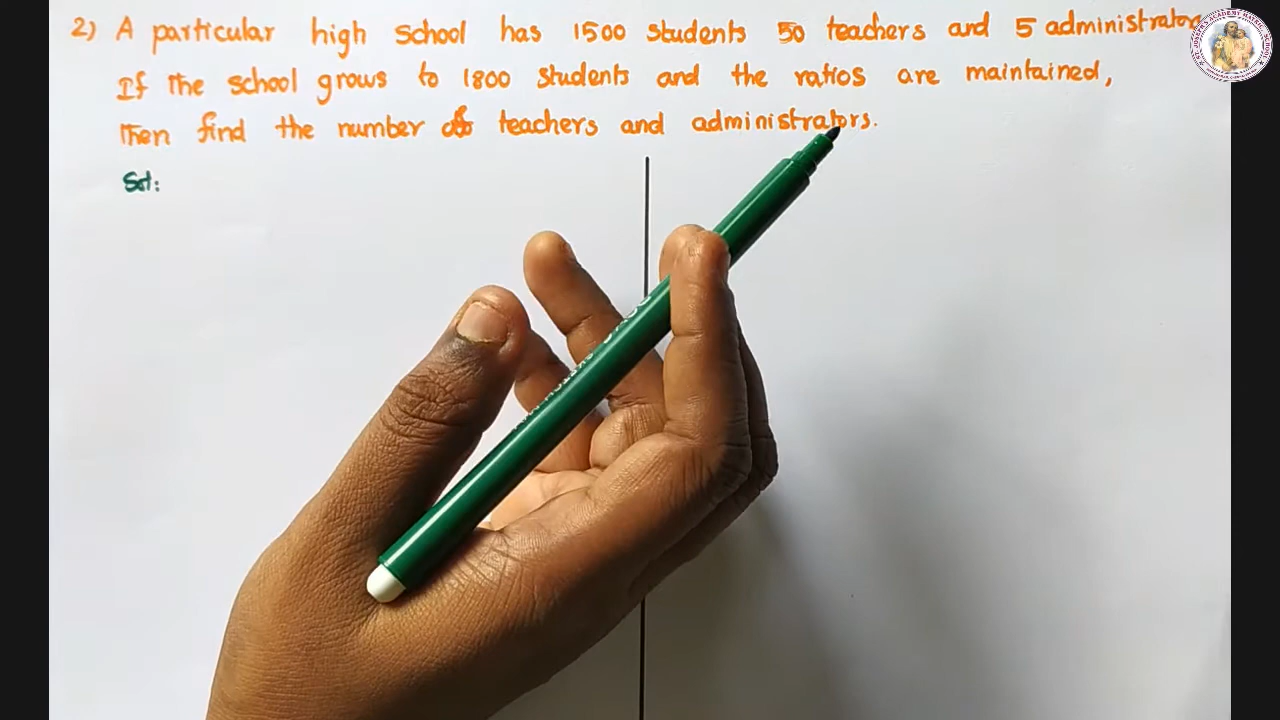 2) A particular high school has 1500 students 50 teachers and 5 administrators
If the school grows to 1800 students and the ratios are maintained,
then find the number of teachers and administrators.
Sol: